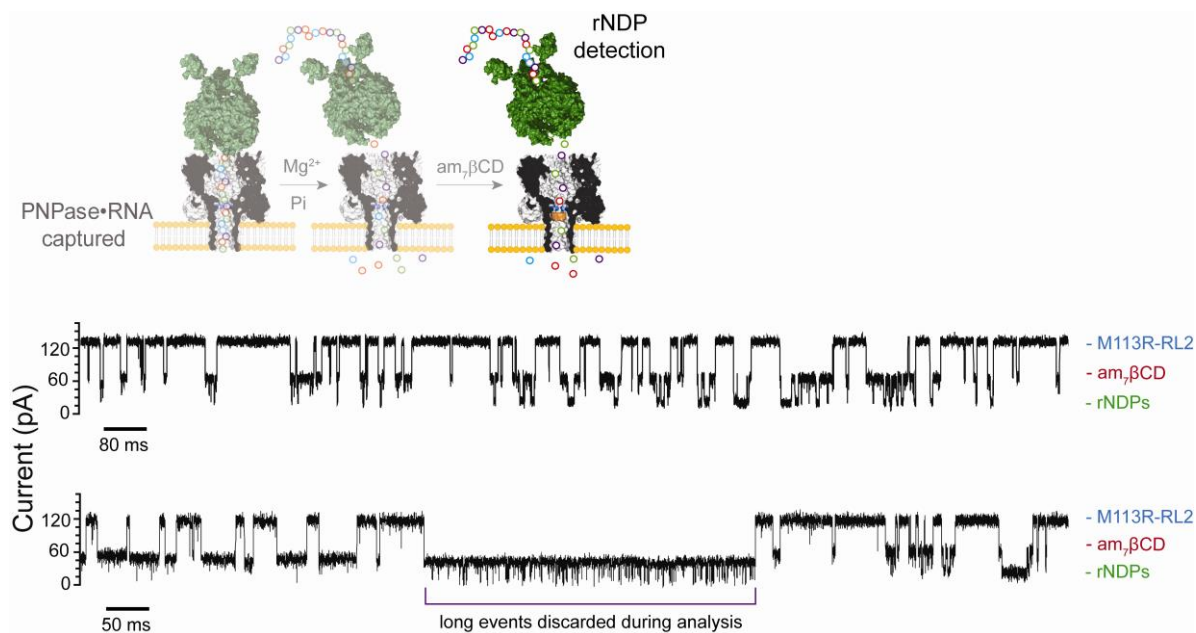 rNDP
detection
Mg²⁺
Pi
am₇βCD
PNPase•RNA
captured
Current (pA)
120
60
0
- M113R-RL2
- am₇βCD
- rNDPs
80 ms
120
60
0
- M113R-RL2
- am₇βCD
- rNDPs
50 ms
long events discarded during analysis